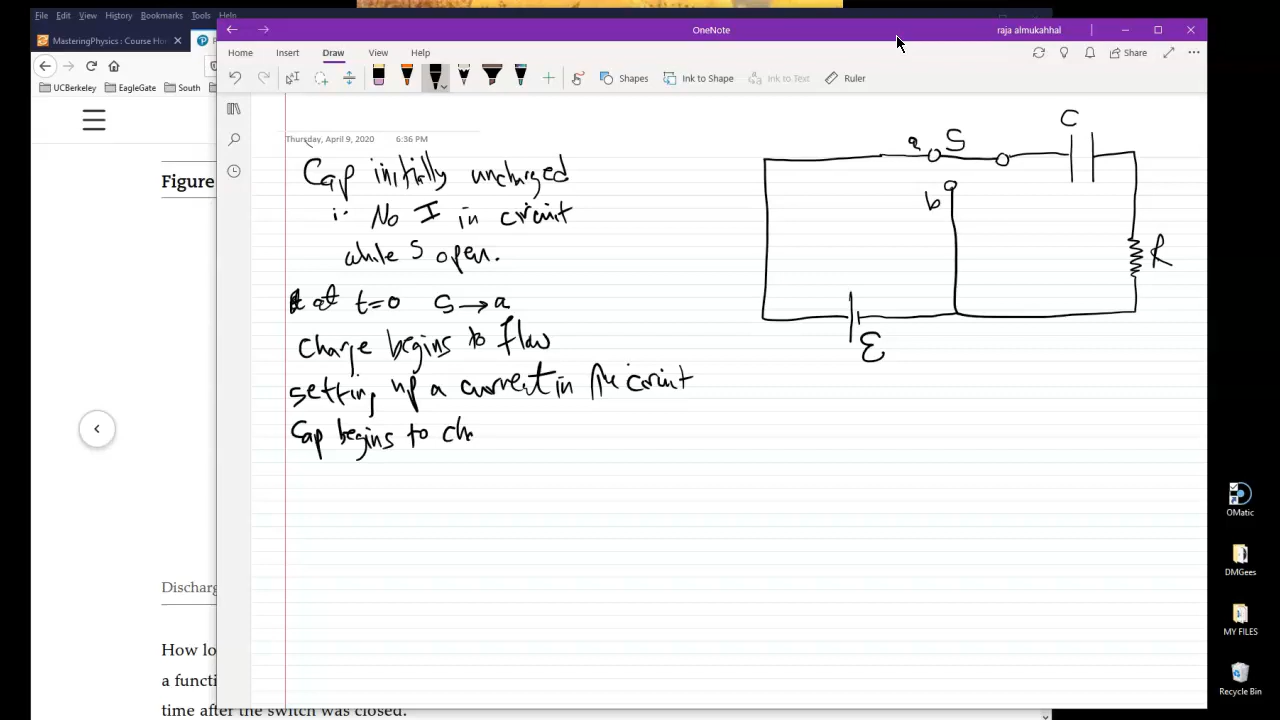 File Edit View History Bookmarks Tools Help
MasteringPhysics : Course Ho
UCBerkeley EagleGate South
OneNote
raja almukahhal
Home Insert Draw View Help
Share
Shapes Ink to Shape Ink to Text Ruler
Thursday, April 9, 2020 6:36 PM
Cap initially uncharged
∴ No I in circuit
while S open.
at t=0 S → a
charge begins to flow
setting up a current in the circuit
Cap begins to ch
a S C
b
R
ℰ
Figure
Discharg
How lo
a functi
time after the switch was closed.
OMatic
DMGees
MY FILES
Recycle Bin